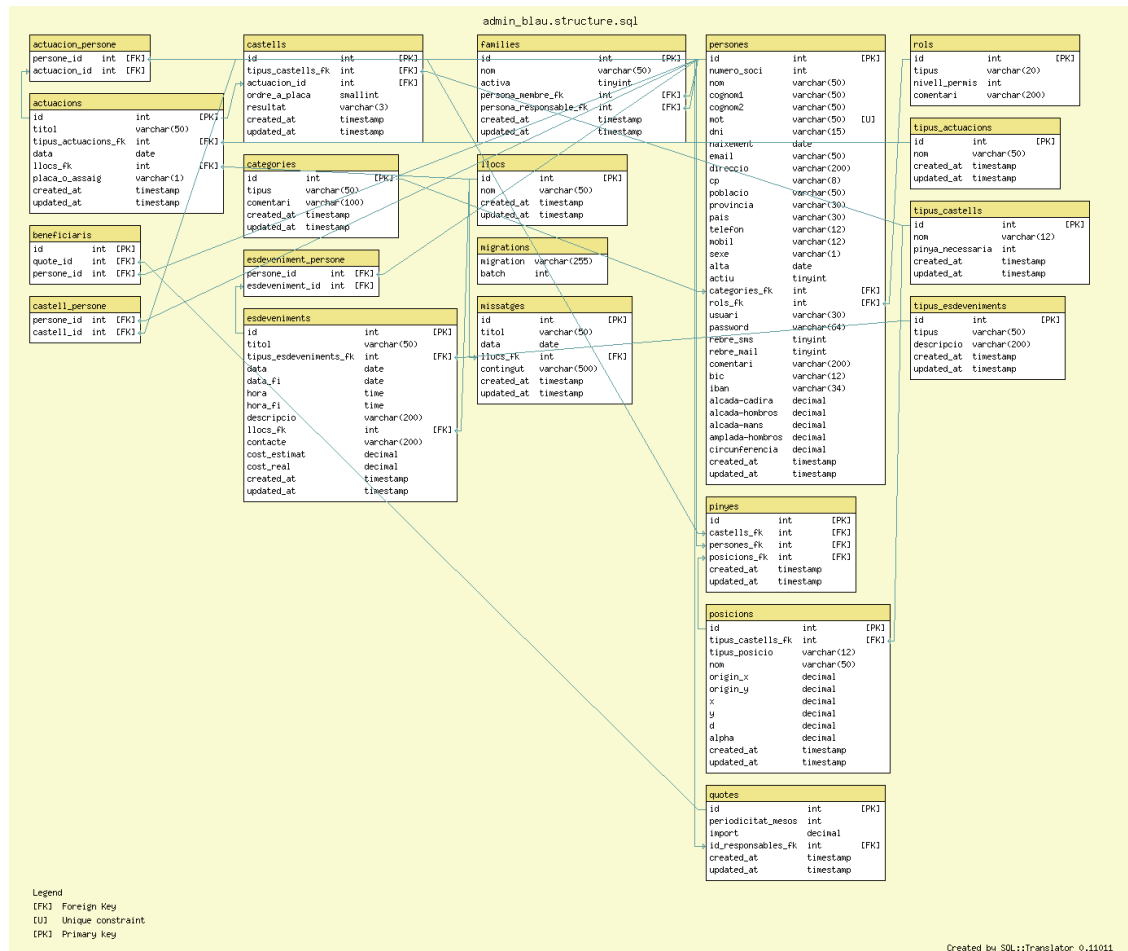 admin_blau.structure.sql
actuacion_persone
persone_id int [FK]
actuacion_id int [FK]
actuacions
id int [PK]
titol varchar(50)
tipus_actuacions_fk int [FK]
data date
llocs_fk int [FK]
placa_o_assaig varchar(1)
created_at timestamp
updated_at timestamp
beneficiaris
id int [PK]
quote_id int [FK]
persone_id int [FK]
castell_persone
persone_id int [FK]
castell_id int [FK]
castells
id int [PK]
tipus_castells_fk int [FK]
actuacion_id int [FK]
ordre_a_placa smallint
resultat varchar(3)
created_at timestamp
updated_at timestamp
categories
id int [PK]
tipus varchar(50)
comentari varchar(100)
created_at timestamp
updated_at timestamp
esdeveniment_persone
persone_id int [FK]
esdeveniment_id int [FK]
esdeveniments
id int [PK]
titol varchar(50)
tipus_esdeveniments_fk int [FK]
data date
data_fi date
hora time
hora_fi time
descripcio varchar(200)
llocs_fk int [FK]
contacte varchar(200)
cost_estimat decimal
cost_real decimal
created_at timestamp
updated_at timestamp
families
id int [PK]
nom varchar(50)
activa tinyint
persona_membre_fk int [FK]
persona_responsable_fk int [FK]
created_at timestamp
updated_at timestamp
llocs
id int [PK]
nom varchar(50)
created_at timestamp
updated_at timestamp
migrations
migration varchar(255)
batch int
missatges
id int [PK]
titol varchar(50)
data date
llocs_fk int [FK]
contingut varchar(500)
created_at timestamp
updated_at timestamp
persones
id int [PK]
numero_soci int
nom varchar(50)
cognom1 varchar(50)
cognom2 varchar(50)
mot varchar(50) [U]
dni varchar(15)
naixement date
email varchar(50)
direccio varchar(200)
cp varchar(8)
poblacio varchar(50)
provincia varchar(30)
pais varchar(30)
telefon varchar(12)
mobil varchar(12)
sexe varchar(1)
alta date
actiu tinyint
categories_fk int [FK]
rols_fk int [FK]
usuari varchar(30)
password varchar(64)
rebre_sms tinyint
rebre_mail tinyint
comentari varchar(200)
bic varchar(12)
iban varchar(34)
alcada-cadira decimal
alcada-hombros decimal
alcada-mans decimal
amplada-hombros decimal
circunferencia decimal
created_at timestamp
updated_at timestamp
pinyes
id int [PK]
castells_fk int [FK]
persones_fk int [FK]
posicions_fk int [FK]
created_at timestamp
updated_at timestamp
posicions
id int [PK]
tipus_castells_fk int [FK]
tipus_posicio varchar(12)
nom varchar(50)
origin_x decimal
origin_y decimal
x decimal
y decimal
d decimal
alpha decimal
created_at timestamp
updated_at timestamp
quotes
id int [PK]
periodicitat_mesos int
import decimal
id_responsables_fk int [FK]
created_at timestamp
updated_at timestamp
rols
id int [PK]
tipus varchar(20)
nivell_permis int
comentari varchar(200)
tipus_actuacions
id int [PK]
nom varchar(50)
created_at timestamp
updated_at timestamp
tipus_castells
id int [PK]
nom varchar(12)
pinya_necessaria int
created_at timestamp
updated_at timestamp
tipus_esdeveniments
id int [PK]
tipus varchar(50)
descripcio varchar(200)
created_at timestamp
updated_at timestamp
Legend
[FK] Foreign Key
[U] Unique constraint
[PK] Primary key
Created by SQL::Translator 0.11011